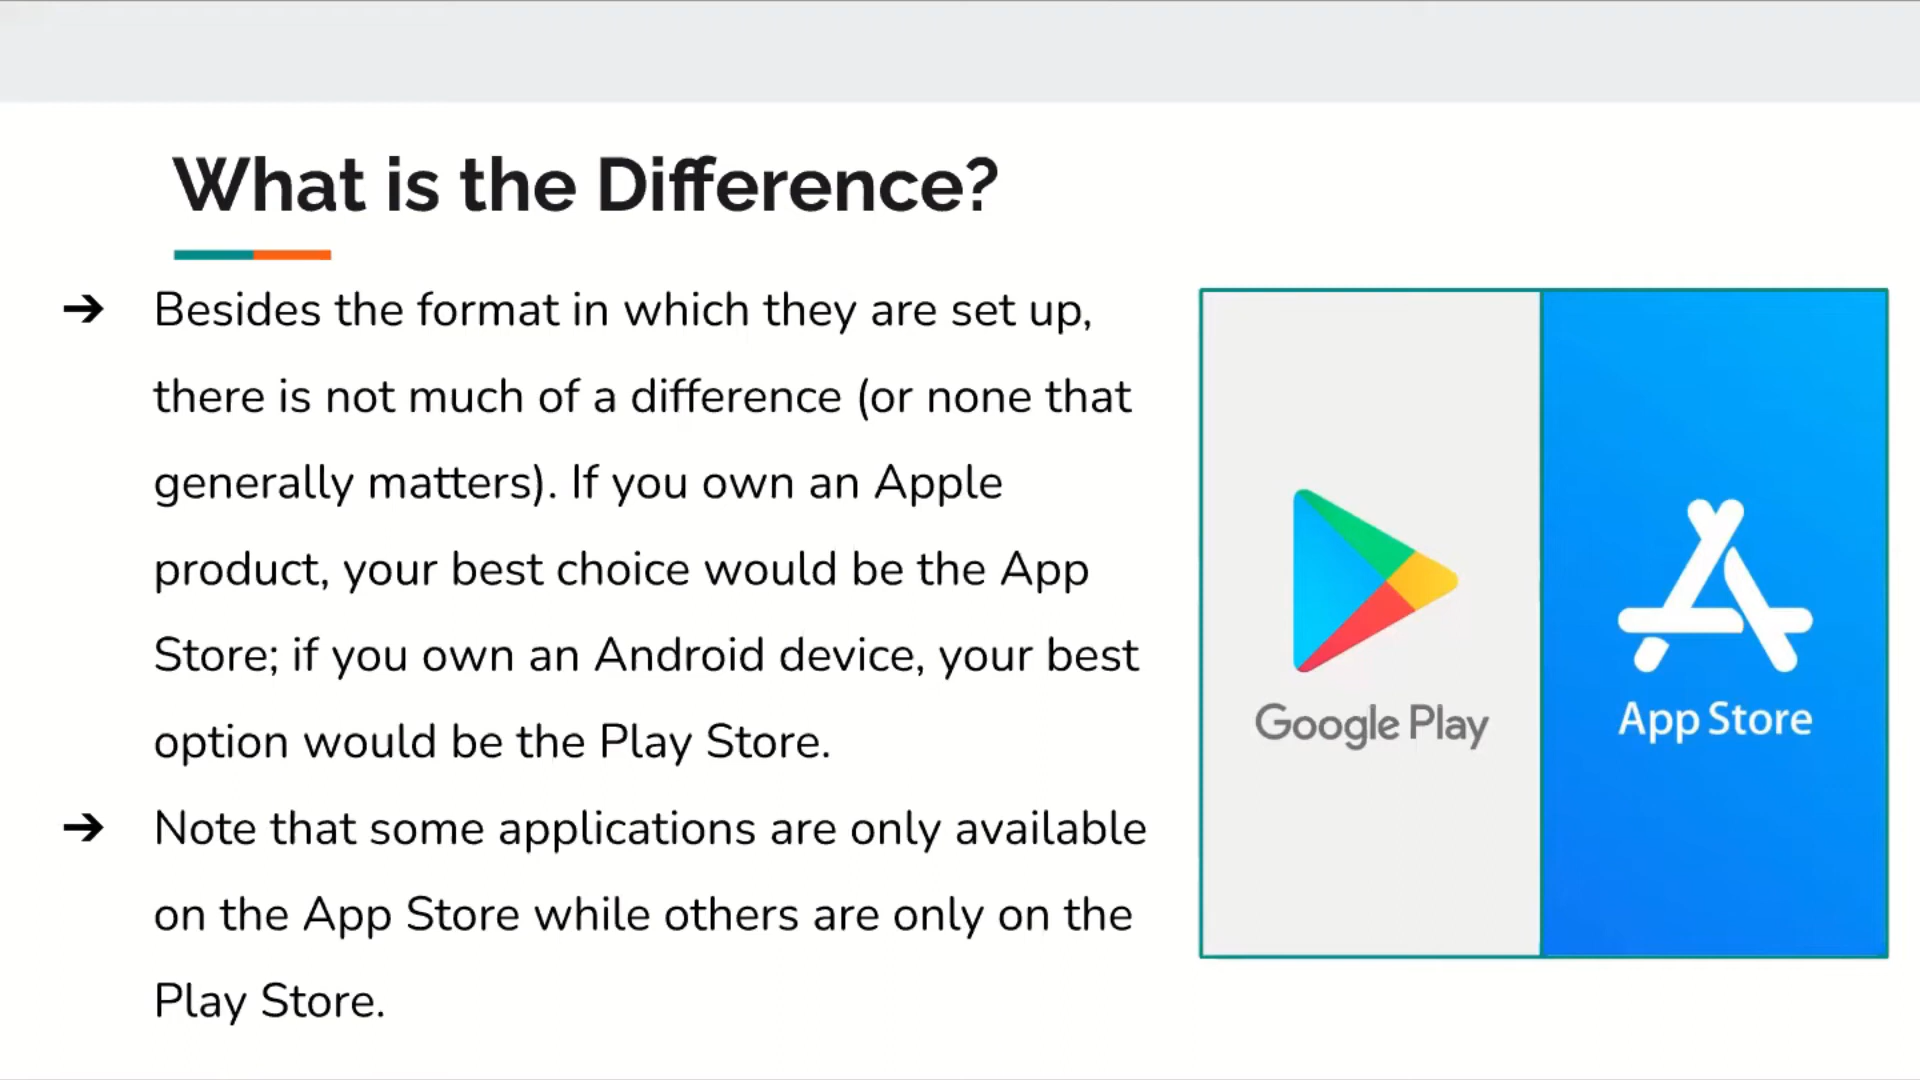 What is the Difference?
➔ Besides the format in which they are set up,
there is not much of a difference (or none that
generally matters). If you own an Apple
product, your best choice would be the App
Store; if you own an Android device, your best
option would be the Play Store.
➔ Note that some applications are only available
on the App Store while others are only on the
Play Store.
Google Play
App Store